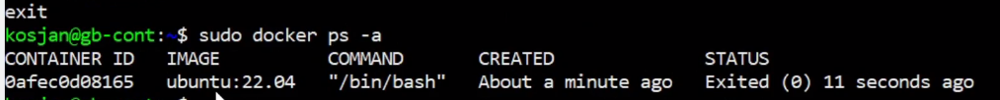 exit
kosjan@gb-cont:~$ sudo docker ps -a
CONTAINER ID   IMAGE          COMMAND       CREATED              STATUS
0afec0d08165   ubuntu:22.04   "/bin/bash"   About a minute ago   Exited (0) 11 seconds ago